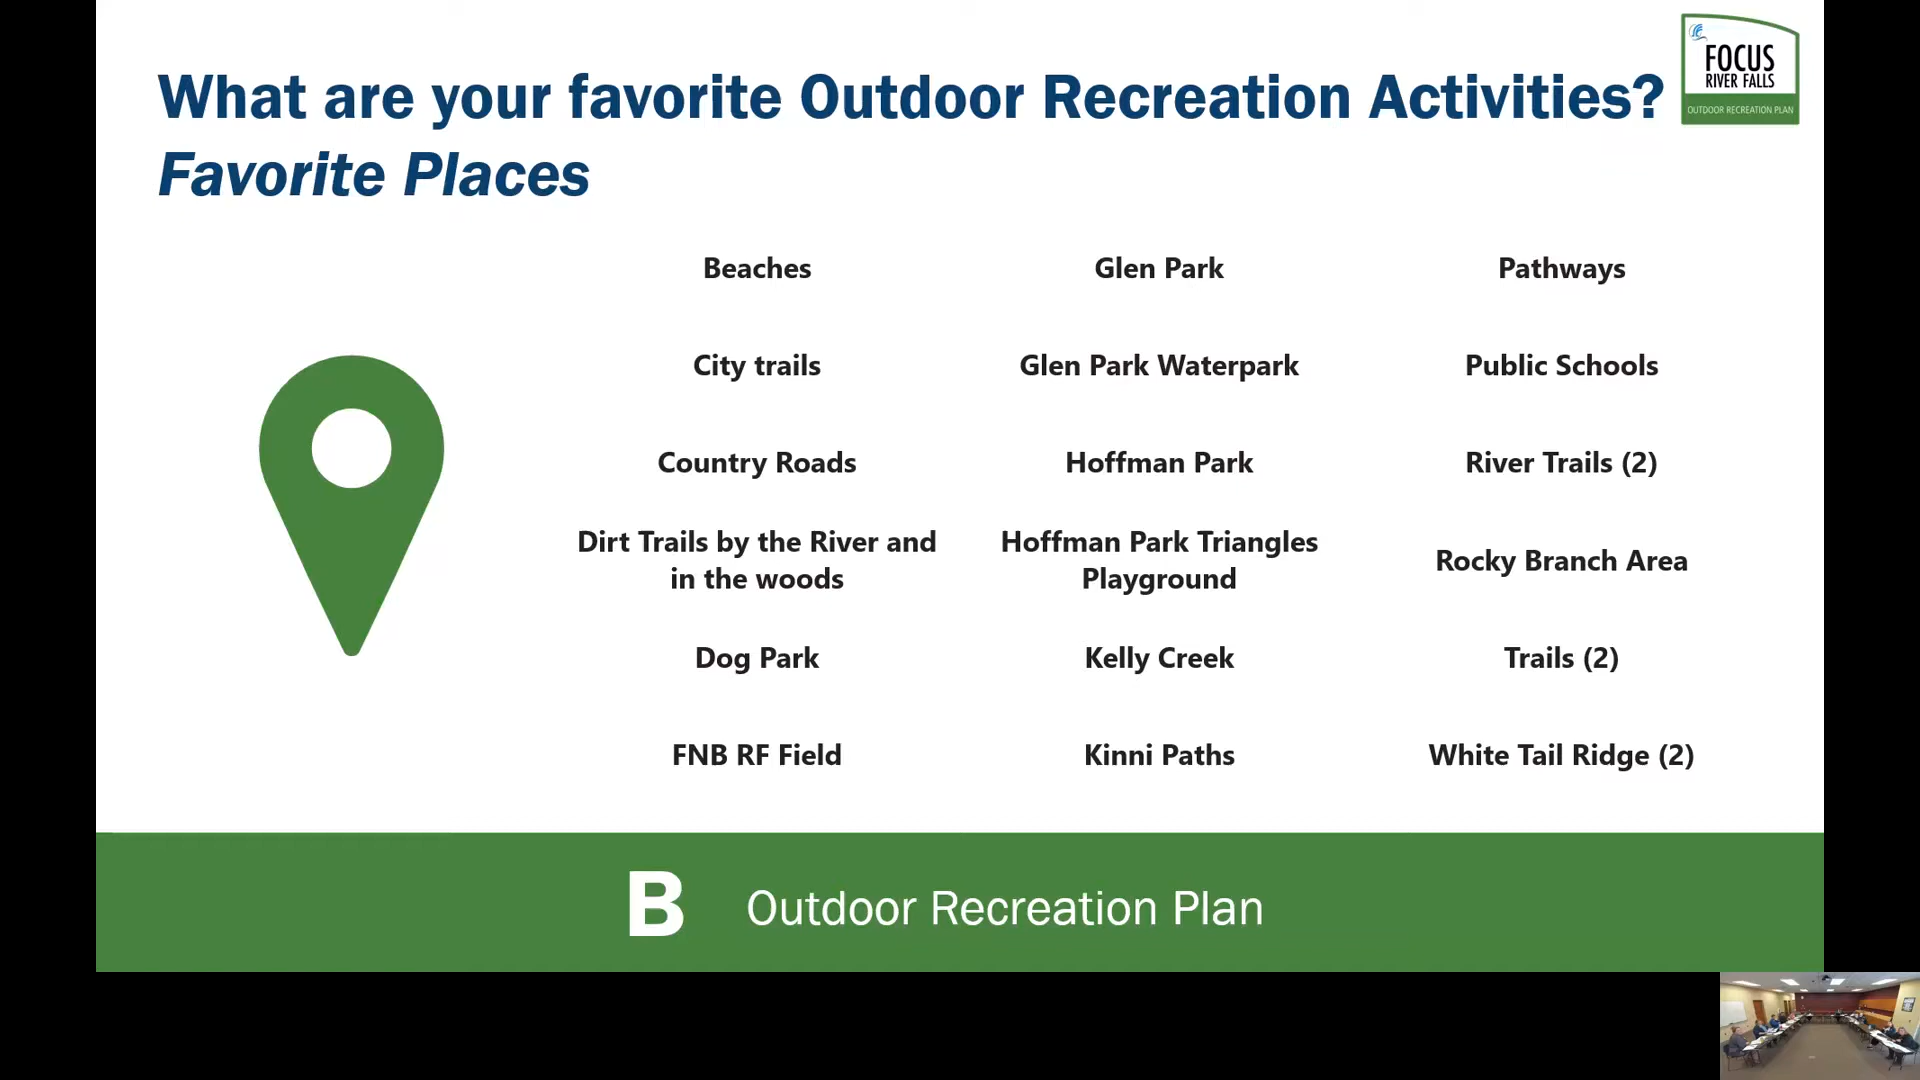 What are your favorite Outdoor Recreation Activities?
Favorite Places
FOCUS
RIVER FALLS
OUTDOOR RECREATION PLAN
Beaches
Glen Park
Pathways
City trails
Glen Park Waterpark
Public Schools
Country Roads
Hoffman Park
River Trails (2)
Dirt Trails by the River and
in the woods
Hoffman Park Triangles
Playground
Rocky Branch Area
Dog Park
Kelly Creek
Trails (2)
FNB RF Field
Kinni Paths
White Tail Ridge (2)
B Outdoor Recreation Plan